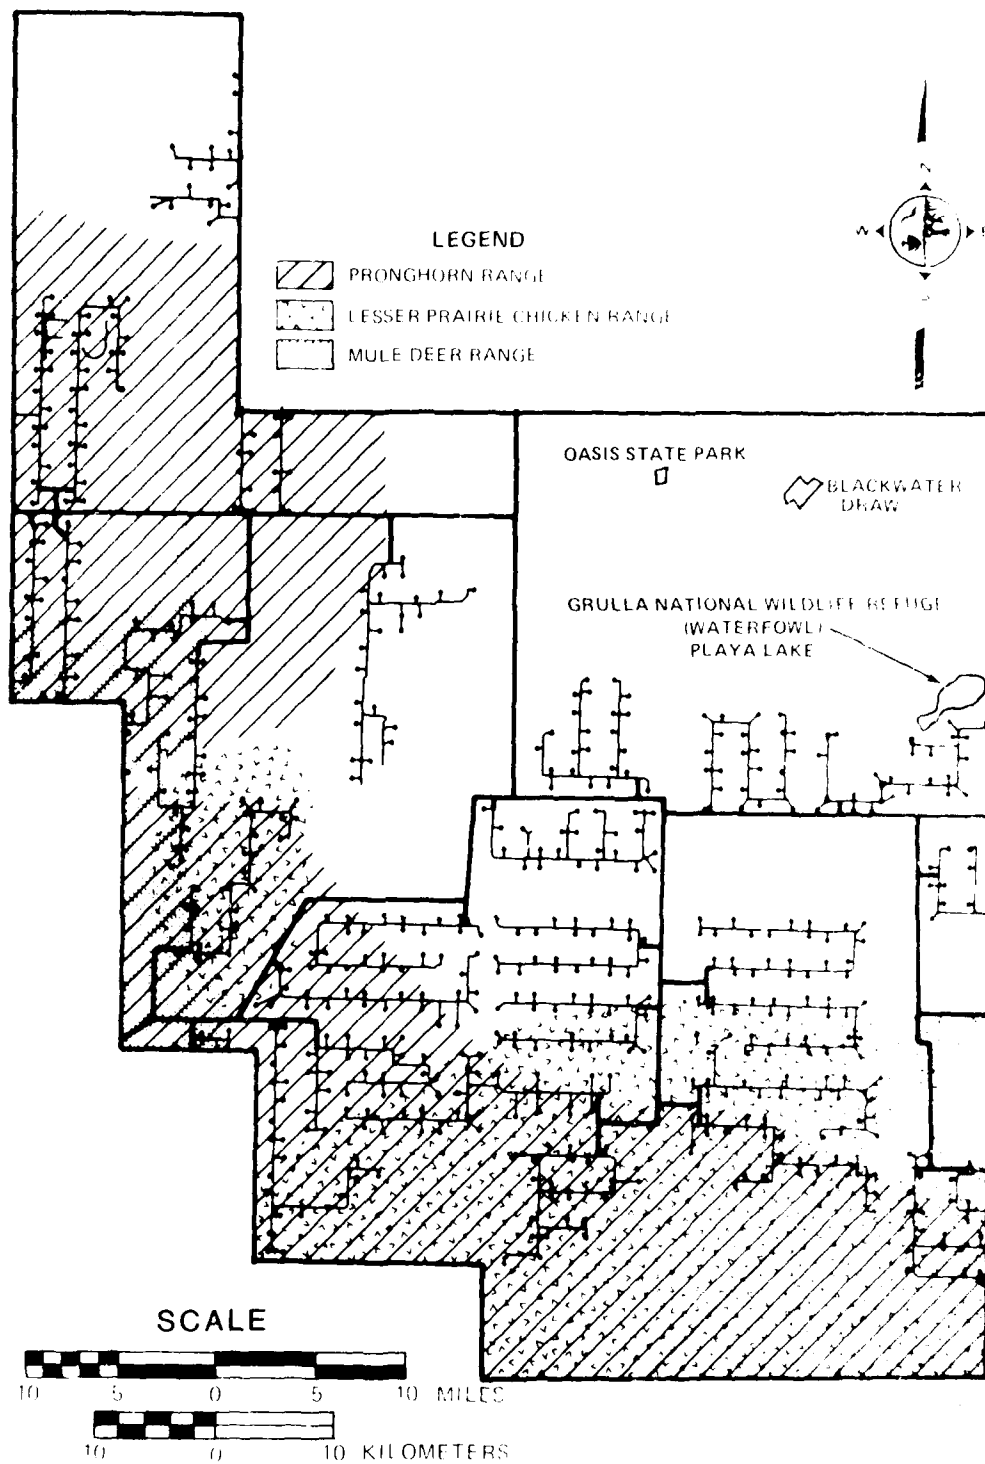 N
W
E
S
LEGEND
PRONGHORN RANGE
LESSER PRAIRIE CHICKEN RANGE
MULE DEER RANGE
OASIS STATE PARK
BLACKWATER
DRAW
GRULLA NATIONAL WILDLIFE REFUGE
(WATERFOWL)
PLAYA LAKE
SCALE
10 5 0 5 10 MILES
10 0 10 KILOMETERS